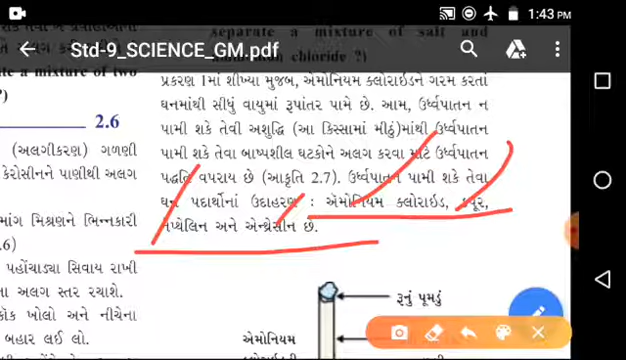 1:43 PM
Std-9_SCIENCE_GM.pdf
separate a mixture of salt and
chloride ?)
e a mixture of two
?)
2.6
(અલગીકરણ) ગળણી
કેરોસીનને પાણીથી અલગ
માંગ મિશ્રણને ભિન્નકારી
.6)
પહોંચાડ્યા સિવાય રાખી
ના અલગ સ્તર રચાશે.
કૉક ખોલો અને નીચેના
બહાર લઈ લો.
પ્રકરણ 1માં શીખ્યા મુજબ, એમોનિયમ ક્લોરાઇડને ગરમ કરતાં
ઘનમાંથી સીધું વાયુમાં રૂપાંતર પામે છે. આમ, ઉર્ધ્વપાતન ન
પામી શકે તેવી અશુદ્ધિ (આ કિસ્સામાં મીઠું)માંથી ઉર્ધ્વપાતન
પામી શકે તેવા બાષ્પશીલ ઘટકોને અલગ કરવા માટે ઉર્ધ્વપાતન
પદ્ધતિ વપરાય છે (આકૃતિ 2.7). ઉર્ધ્વપાતન પામી શકે તેવા
ઘન પદાર્થોનાં ઉદાહરણ : એમોનિયમ ક્લોરાઇડ, કપૂર,
નેપ્થેલિન અને એન્થ્રેસીન છે.
રૂનું પૂમડું
એમોનિયમ